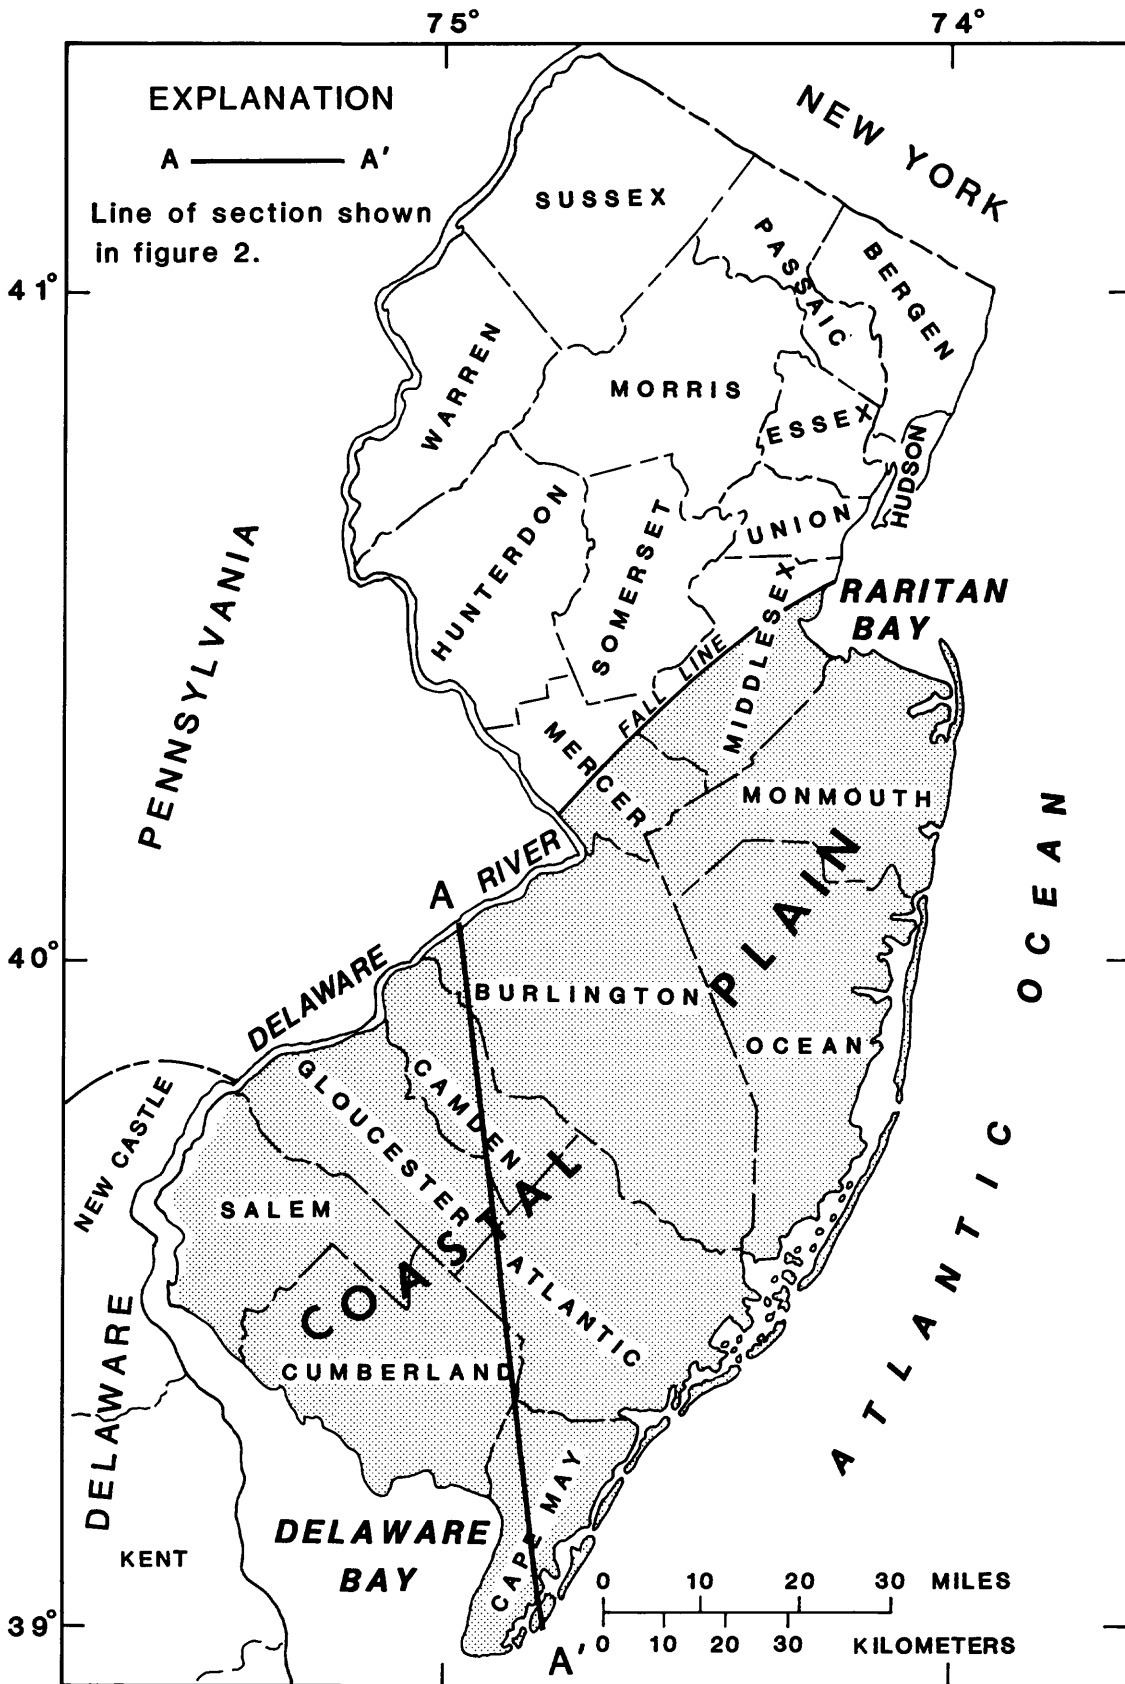 75°
74°
EXPLANATION
A A'
Line of section shown
in figure 2.
NEW YORK
SUSSEX
PASSAIC
BERGEN
41°
WARREN
MORRIS
ESSEX
HUDSON
UNION
HUNTERDON
SOMERSET
MIDDLESEX
RARITAN
BAY
PENNSYLVANIA
FALL LINE
MERCER
MONMOUTH
RIVER
A
DELAWARE
40°
BURLINGTON
OCEAN
COASTAL PLAIN
ATLANTIC OCEAN
CAMDEN
GLOUCESTER
NEW CASTLE
SALEM
ATLANTIC
CUMBERLAND
DELAWARE
CAPE MAY
DELAWARE
BAY
KENT
39°
A'
0 10 20 30 MILES
0 10 20 30 KILOMETERS